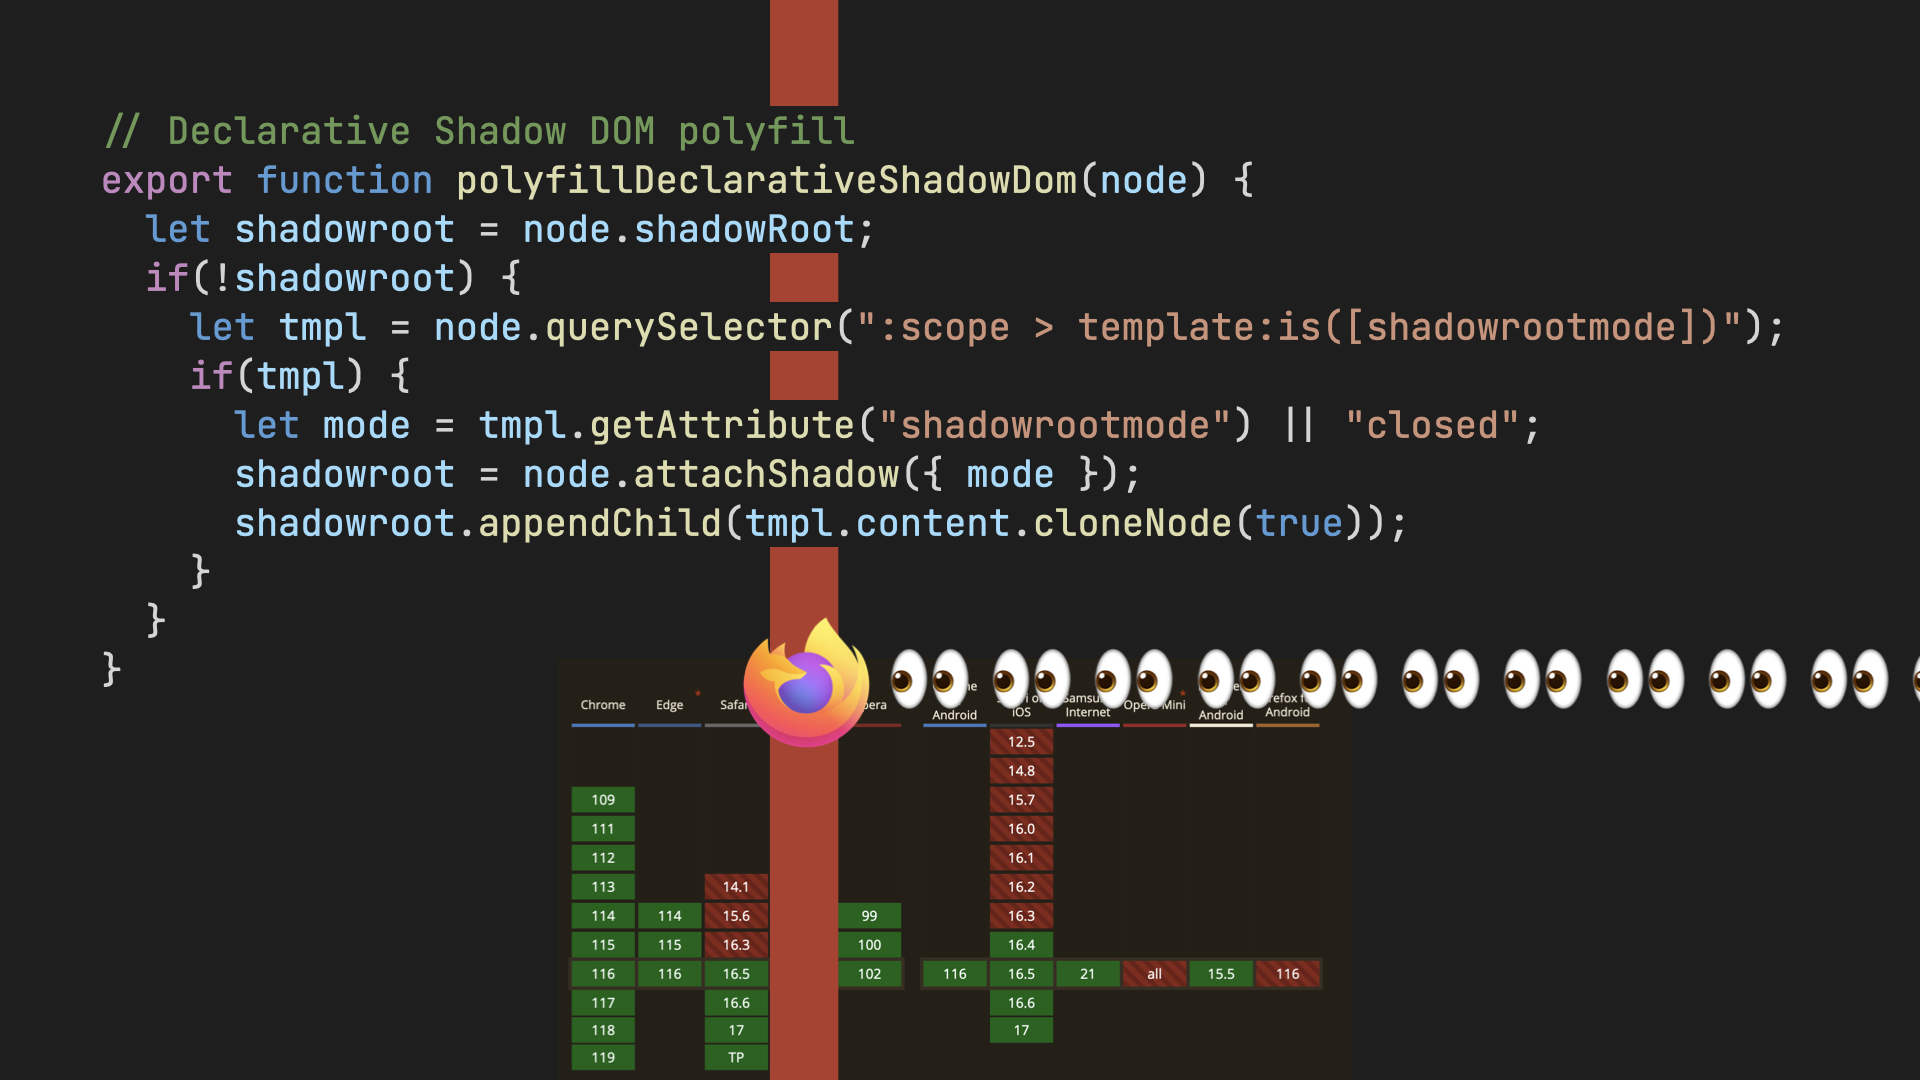 // Declarative Shadow DOM polyfill
export function polyfillDeclarativeShadowDom(node) {
let shadowroot = node.shadowRoot;
if(!shadowroot) {
let tmpl = node.querySelector(":scope > template:is([shadowrootmode])");
if(tmpl) {
let mode = tmpl.getAttribute("shadowrootmode") || "closed";
shadowroot = node.attachShadow({ mode });
shadowroot.appendChild(tmpl.content.cloneNode(true));
}
}
}
Chrome Edge * Safari Android iOS Samsung Internet Opera Mini * Android Firefox for Android
12.5
14.8
109 15.7
111 16.0
112 16.1
113 14.1 16.2
114 114 15.6 99 16.3
115 115 16.3 100 16.4
116 116 16.5 102 116 16.5 21 all 15.5 116
117 16.6 16.6
118 17 17
119 TP